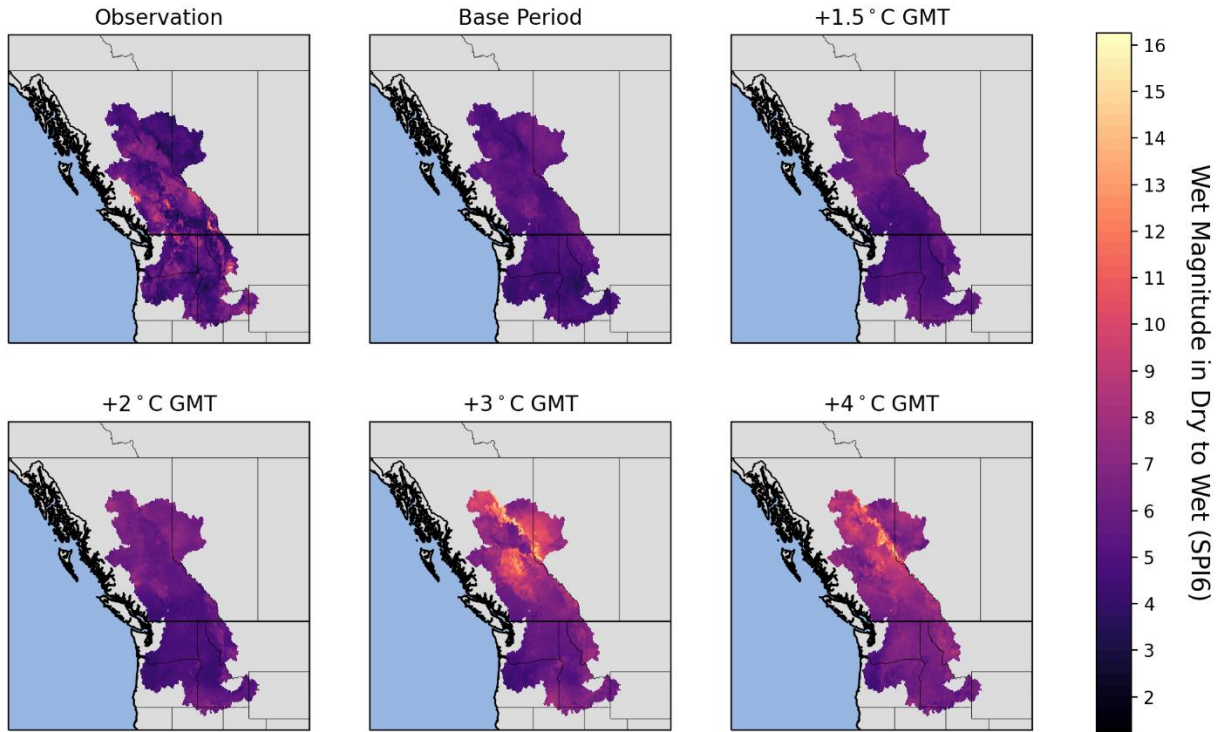 Observation
Base Period
+1.5°C GMT
+2°C GMT
+3°C GMT
+4°C GMT
16
15
14
13
12
11
10
9
8
7
6
5
4
3
2
Wet Magnitude in Dry to Wet (SPI6)